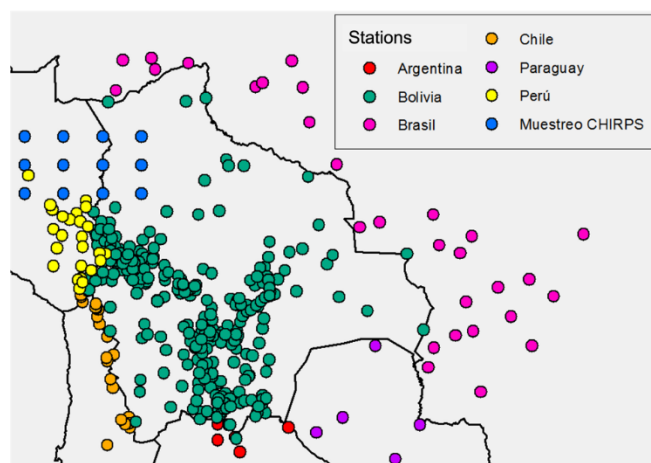 Stations
Argentina
Bolivia
Brasil
Chile
Paraguay
Perú
Muestreo CHIRPS